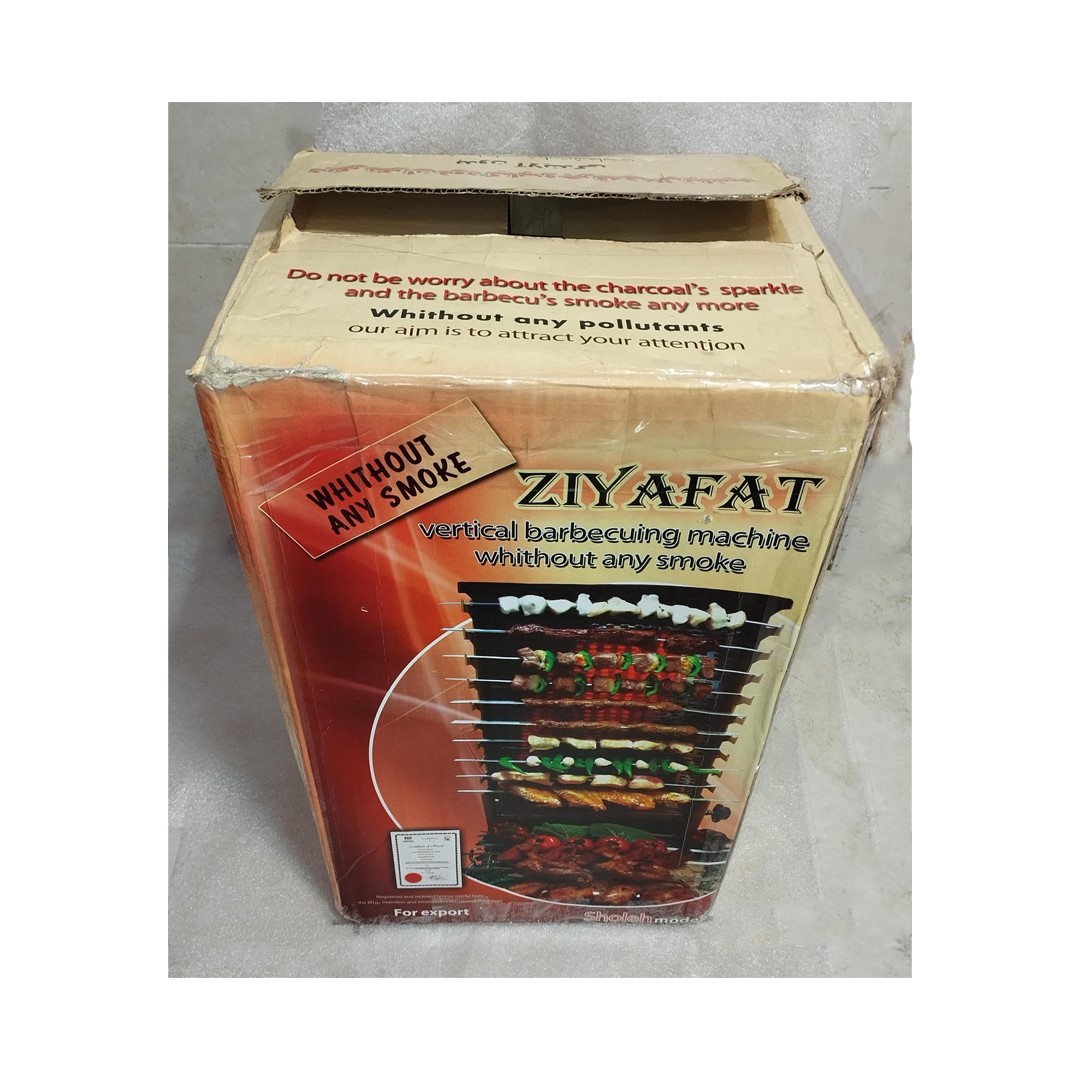 Do not be worry about the charcoal's sparkle
and the barbecu's smoke any more
Whithout any pollutants
our aim is to attract your attention
WHITHOUT
ANY SMOKE
ZIYAFAT
vertical barbecuing machine
whithout any smoke
For export
Sholeh model